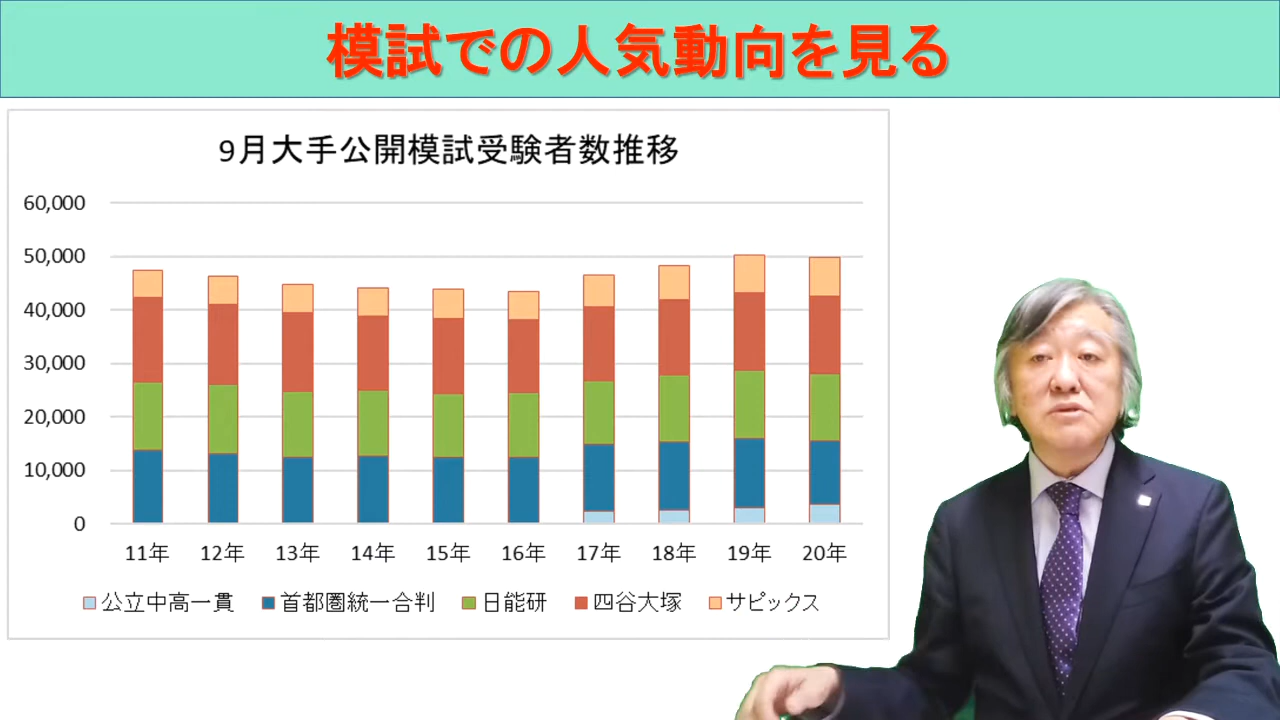 模試での人気動向を見る
9月大手公開模試受験者数推移
60,000
50,000
40,000
30,000
20,000
10,000
0
11年 12年 13年 14年 15年 16年 17年 18年 19年 20年
公立中高一貫 首都圏統一合判 日能研 四谷大塚 サピックス